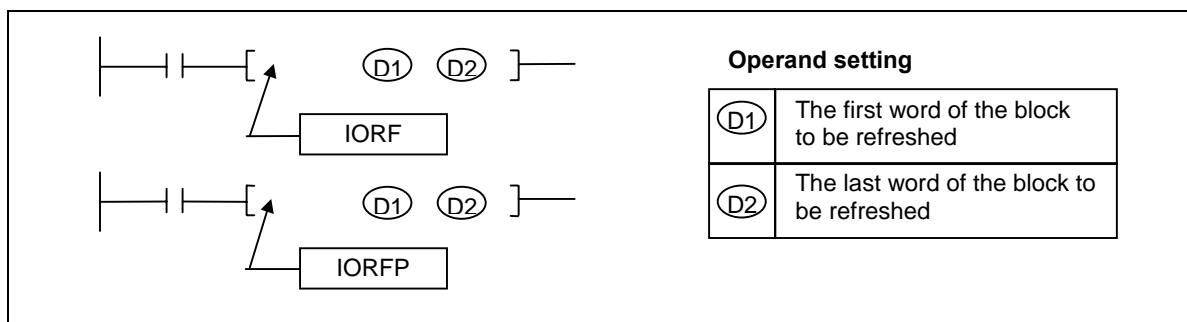 D1 D2
IORF
D1 D2
IORFP
Operand setting
D1 The first word of the block
to be refreshed
D2 The last word of the block to
be refreshed